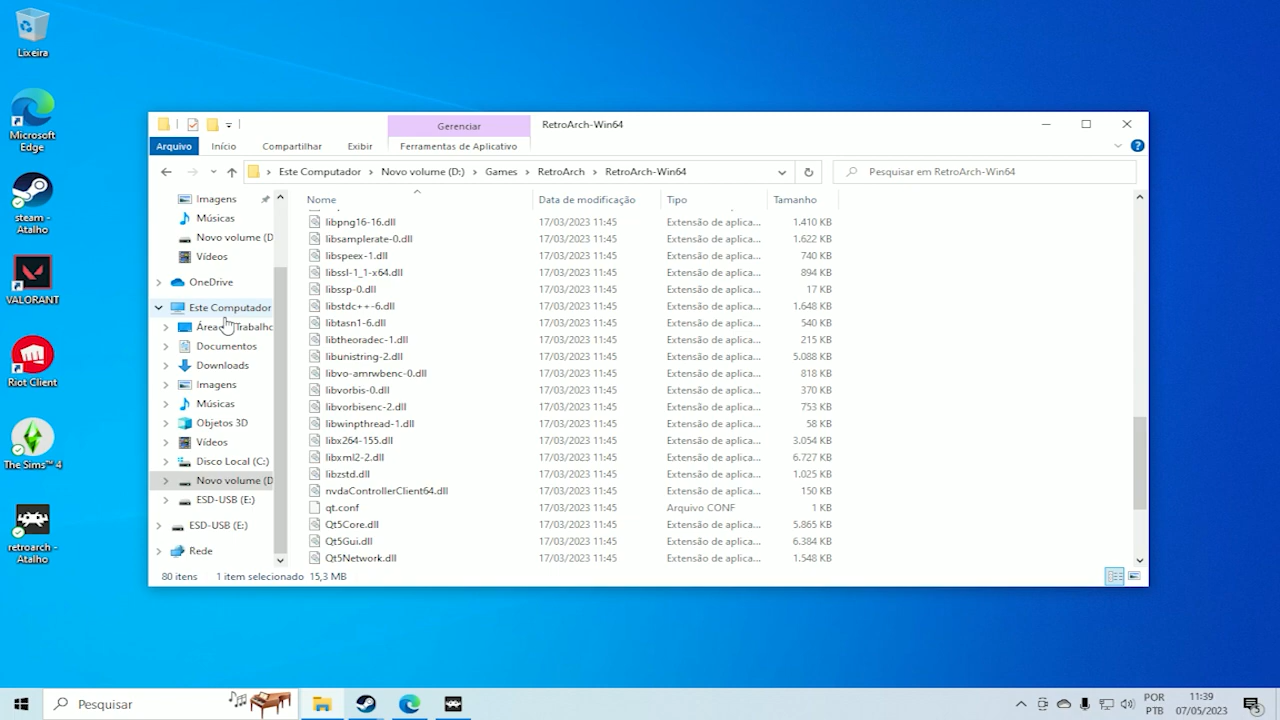 Lixeira
Microsoft
Edge
steam -
Atalho
VALORANT
Riot Client
The Sims™ 4
retroarch -
Atalho
Gerenciar
RetroArch-Win64
Arquivo
Início
Compartilhar
Exibir
Ferramentas de Aplicativo
Este Computador
Novo volume (D:)
Games
RetroArch
RetroArch-Win64
Pesquisar em RetroArch-Win64
Imagens
Músicas
Novo volume (D
Vídeos
OneDrive
Este Computador
Documentos
Downloads
Imagens
Músicas
Objetos 3D
Vídeos
Disco Local (C:)
Novo volume (D
ESD-USB (E:)
ESD-USB (E:)
Rede
Nome Data de modificação Tipo Tamanho
libpng16-16.dll 17/03/2023 11:45 Extensão de aplica... 1.410 KB
libsamplerate-0.dll 17/03/2023 11:45 Extensão de aplica... 1.622 KB
libspeex-1.dll 17/03/2023 11:45 Extensão de aplica... 740 KB
libssl-1_1-x64.dll 17/03/2023 11:45 Extensão de aplica... 894 KB
libssp-0.dll 17/03/2023 11:45 Extensão de aplica... 17 KB
libstdc++-6.dll 17/03/2023 11:45 Extensão de aplica... 1.648 KB
libtasn1-6.dll 17/03/2023 11:45 Extensão de aplica... 540 KB
libtheoradec-1.dll 17/03/2023 11:45 Extensão de aplica... 215 KB
libunistring-2.dll 17/03/2023 11:45 Extensão de aplica... 5.088 KB
libvo-amrwbenc-0.dll 17/03/2023 11:45 Extensão de aplica... 818 KB
libvorbis-0.dll 17/03/2023 11:45 Extensão de aplica... 370 KB
libvorbisenc-2.dll 17/03/2023 11:45 Extensão de aplica... 753 KB
libwinpthread-1.dll 17/03/2023 11:45 Extensão de aplica... 58 KB
libx264-155.dll 17/03/2023 11:45 Extensão de aplica... 3.054 KB
libxml2-2.dll 17/03/2023 11:45 Extensão de aplica... 6.727 KB
libzstd.dll 17/03/2023 11:45 Extensão de aplica... 1.025 KB
nvdaControllerClient64.dll 17/03/2023 11:45 Extensão de aplica... 150 KB
qt.conf 17/03/2023 11:45 Arquivo CONF 1 KB
Qt5Core.dll 17/03/2023 11:45 Extensão de aplica... 5.865 KB
Qt5Gui.dll 17/03/2023 11:45 Extensão de aplica... 6.384 KB
Qt5Network.dll 17/03/2023 11:45 Extensão de aplica... 1.548 KB
80 itens 1 item selecionado 15,3 MB
Pesquisar
POR
PTB
11:39
07/05/2023
5